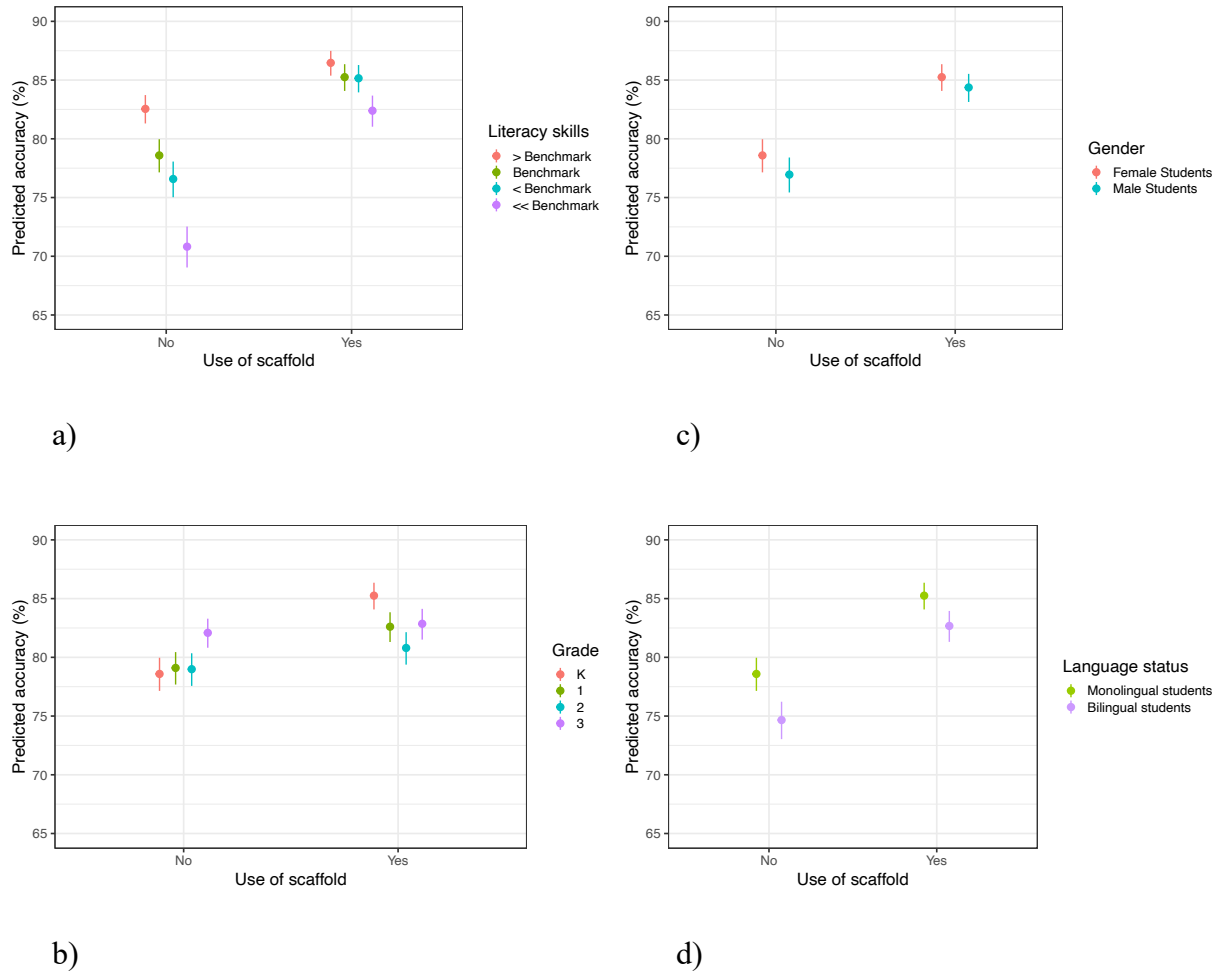 90
85
80
75
70
65
Predicted accuracy (%)
No
Yes
Use of scaffold
Literacy skills
> Benchmark
Benchmark
< Benchmark
<< Benchmark
a)
90
85
80
75
70
65
Predicted accuracy (%)
No
Yes
Use of scaffold
Gender
Female Students
Male Students
c)
90
85
80
75
70
65
Predicted accuracy (%)
No
Yes
Use of scaffold
Grade
K
1
2
3
b)
90
85
80
75
70
65
Predicted accuracy (%)
No
Yes
Use of scaffold
Language status
Monolingual students
Bilingual students
d)